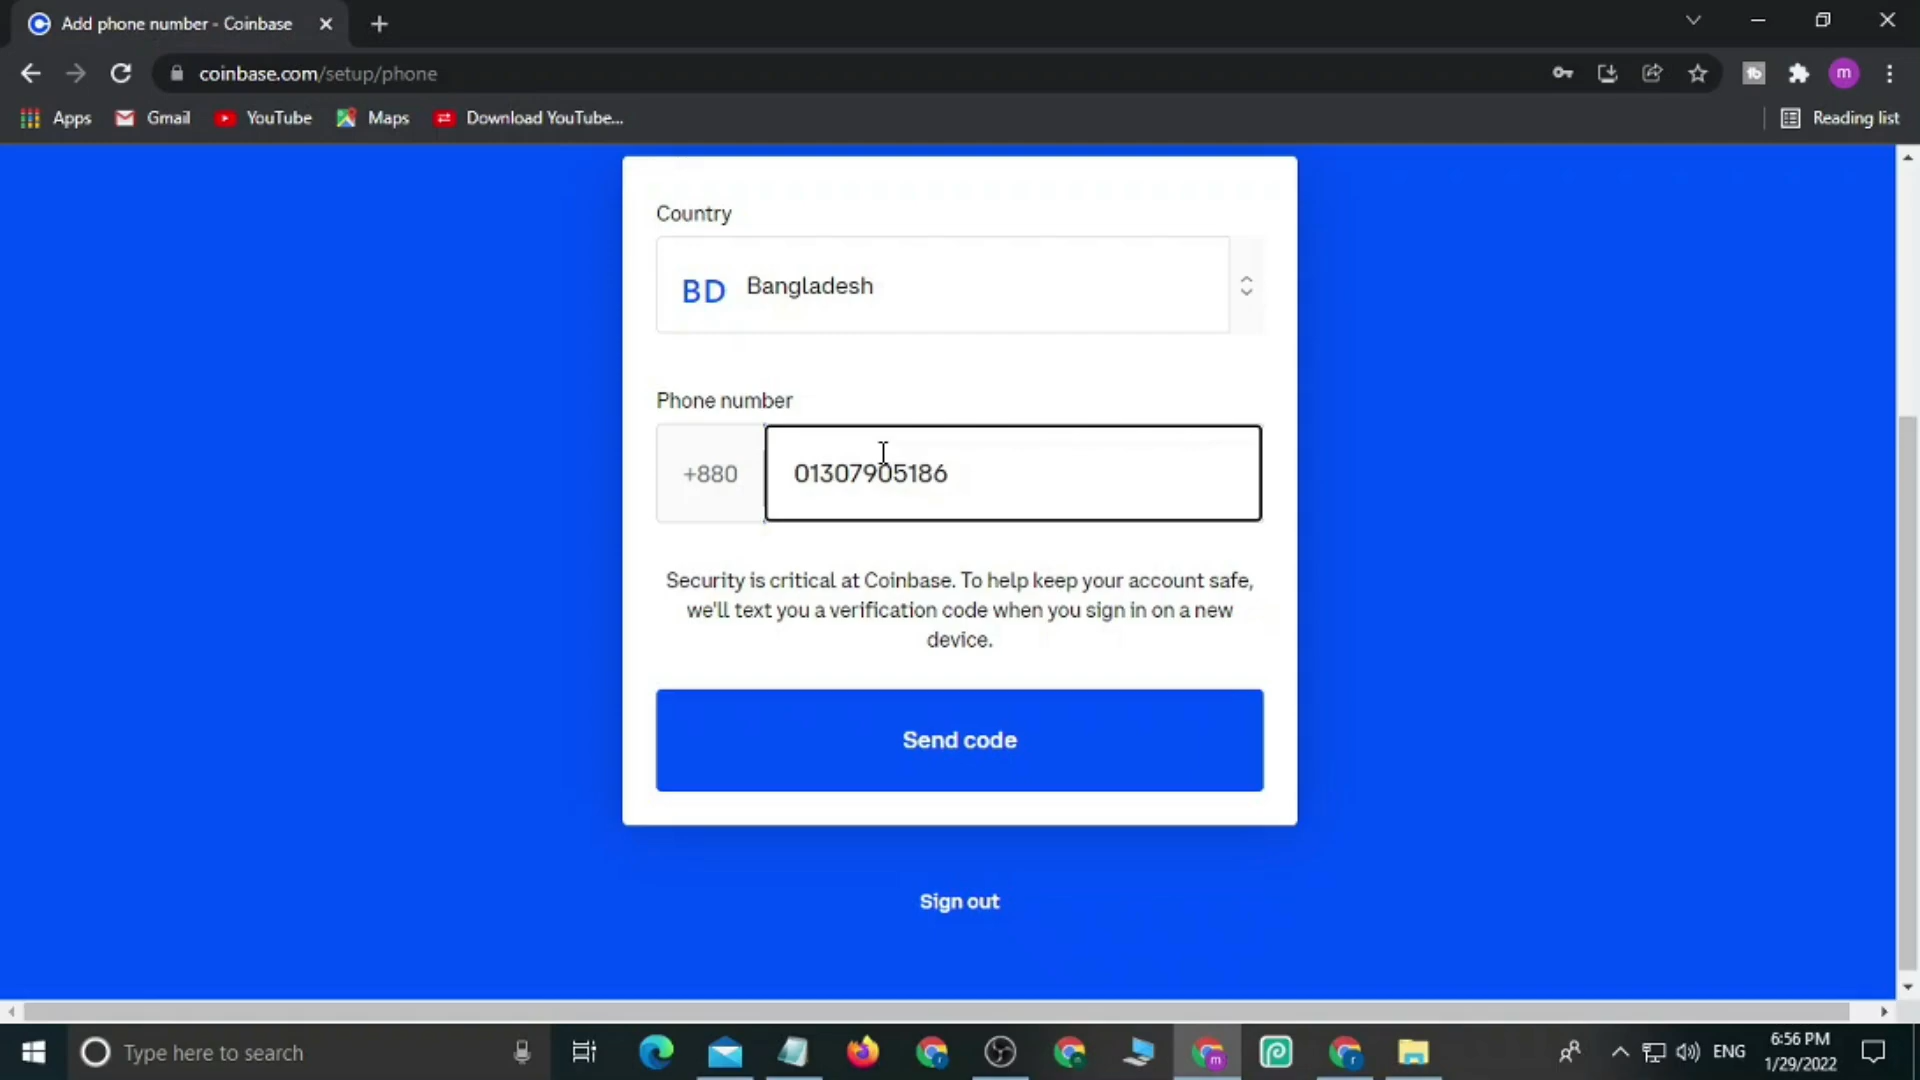 Add phone number - Coinbase
coinbase.com/setup/phone
m
Apps Gmail YouTube Maps Download YouTube... Reading list
Country
BD Bangladesh
Phone number
+880 01307905186
Security is critical at Coinbase. To help keep your account safe,
we'll text you a verification code when you sign in on a new
device.
Send code
Sign out
Type here to search
ENG
6:56 PM
1/29/2022